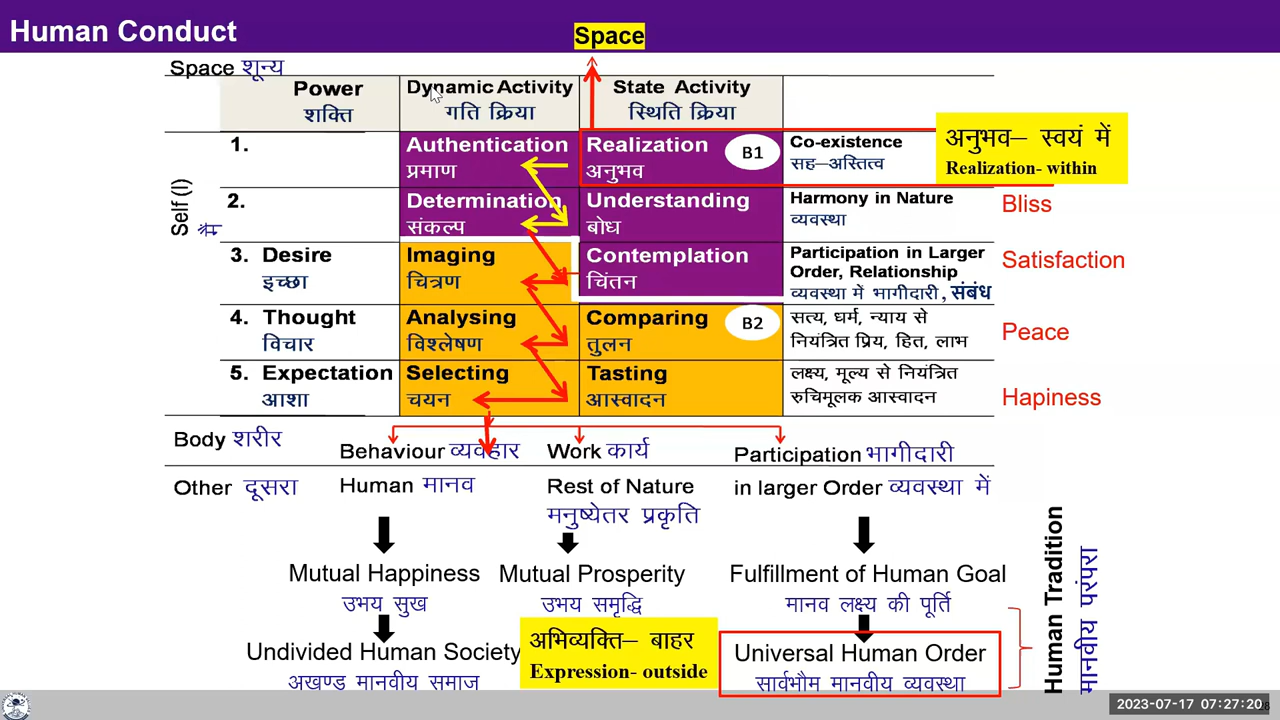 Human Conduct
Space
Space शून्य
Power
शक्ति
Dynamic Activity
गति क्रिया
State Activity
स्थिति क्रिया
Self (I)
मैं
1.
Authentication
प्रमाण
Realization
अनुभव
B1
Co-existence
सह–अस्तित्व
अनुभव– स्वयं में
Realization- within
2.
Determination
संकल्प
Understanding
बोध
Harmony in Nature
व्यवस्था
Bliss
3. Desire
इच्छा
Imaging
चित्रण
Contemplation
चिंतन
Participation in Larger
Order, Relationship
व्यवस्था में भागीदारी, संबंध
Satisfaction
4. Thought
विचार
Analysing
विश्लेषण
Comparing
तुलन
B2
सत्य, धर्म, न्याय से
नियंत्रित प्रिय, हित, लाभ
Peace
5. Expectation
आशा
Selecting
चयन
Tasting
आस्वादन
लक्ष्य, मूल्य से नियंत्रित
रुचिमूलक आस्वादन
Hapiness
Body शरीर
Behaviour व्यवहार
Work कार्य
Participation भागीदारी
Other दूसरा
Human मानव
Rest of Nature
मनुष्येतर प्रकृति
in larger Order व्यवस्था में
Mutual Happiness
उभय सुख
Mutual Prosperity
उभय समृद्धि
Fulfillment of Human Goal
मानव लक्ष्य की पूर्ति
Undivided Human Society
अखण्ड मानवीय समाज
अभिव्यक्ति– बाहर
Expression- outside
Universal Human Order
सार्वभौम मानवीय व्यवस्था
Human Tradition
मानवीय परंपरा
2023-07-17 07:27:20